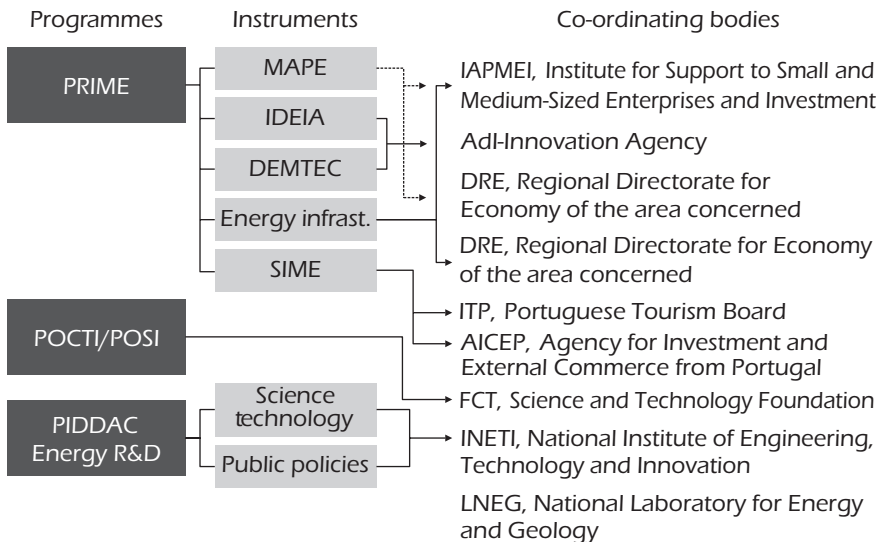 Programmes
Instruments
Co-ordinating bodies
PRIME
MAPE
IDEIA
DEMTEC
Energy infrast.
SIME
IAPMEI, Institute for Support to Small and
Medium-Sized Enterprises and Investment
AdI-Innovation Agency
DRE, Regional Directorate for
Economy of the area concerned
DRE, Regional Directorate for Economy
of the area concerned
ITP, Portuguese Tourism Board
AICEP, Agency for Investment and
External Commerce from Portugal
POCTI/POSI
FCT, Science and Technology Foundation
PIDDAC
Energy R&D
Science
technology
Public policies
INETI, National Institute of Engineering,
Technology and Innovation
LNEG, National Laboratory for Energy
and Geology